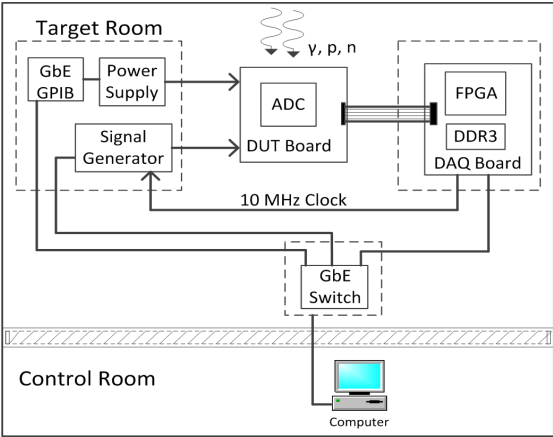 Target Room
γ, p, n
GbE
GPIB
Power
Supply
ADC
DUT Board
FPGA
DDR3
DAQ Board
Signal
Generator
10 MHz Clock
GbE
Switch
Control Room
Computer